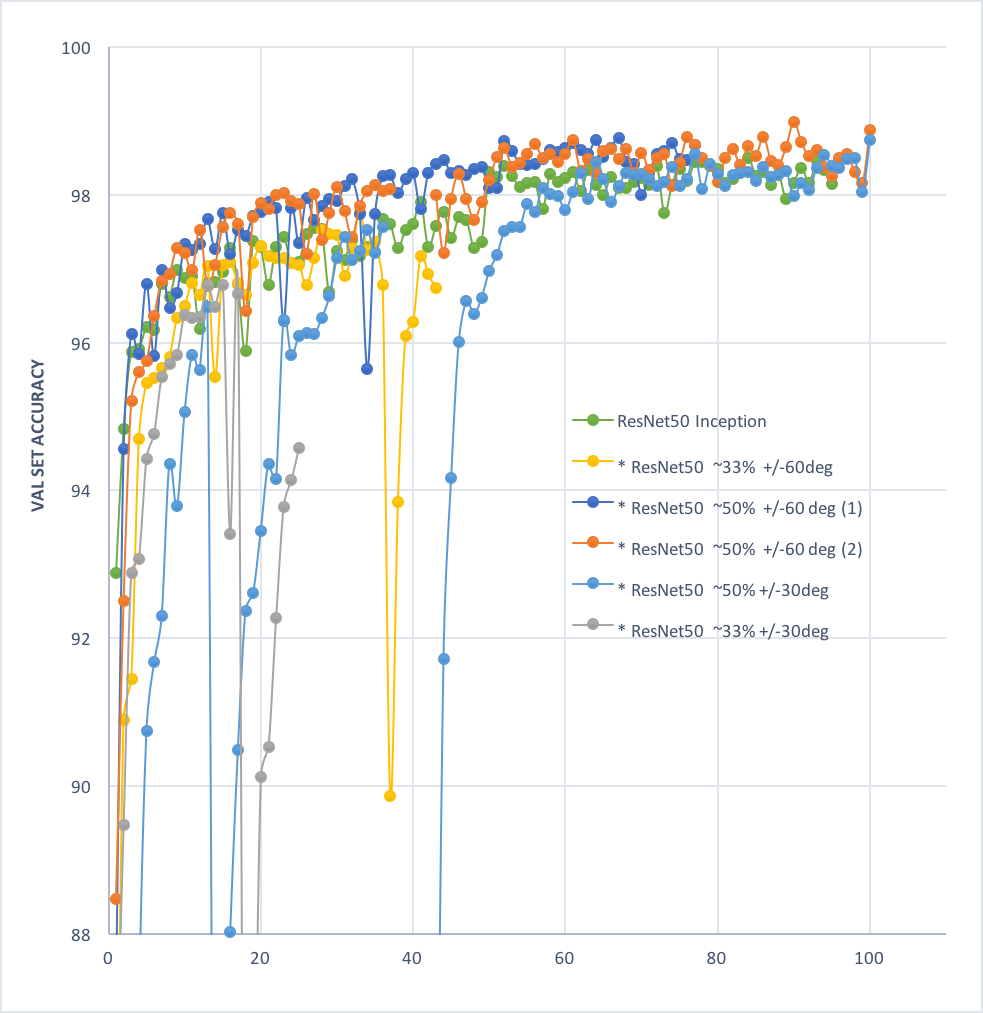 100
98
96
94
92
90
88
VAL SET ACCURACY
ResNet50 Inception
* ResNet50 ~33% +/-60deg
* ResNet50 ~50% +/-60 deg (1)
* ResNet50 ~50% +/-60 deg (2)
* ResNet50 ~50% +/-30deg
* ResNet50 ~33% +/-30deg
0 20 40 60 80 100